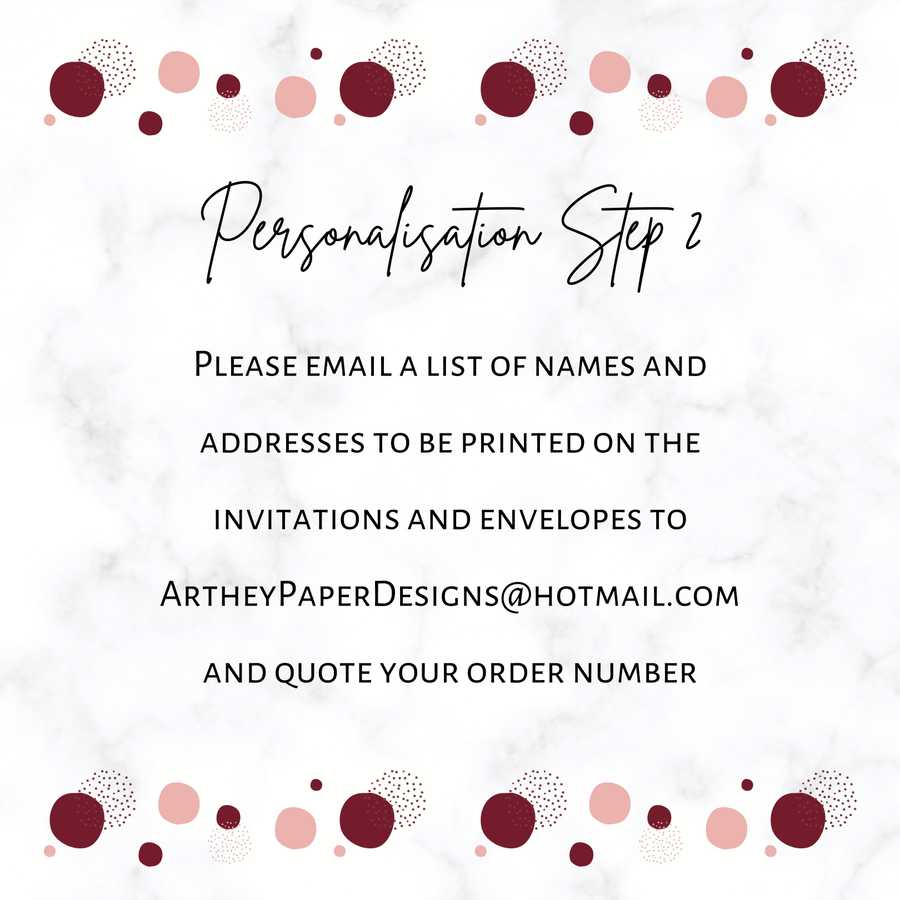 Personalisation Step 2
Please email a list of names and
addresses to be printed on the
invitations and envelopes to
ArtheyPaperDesigns@hotmail.com
and quote your order number